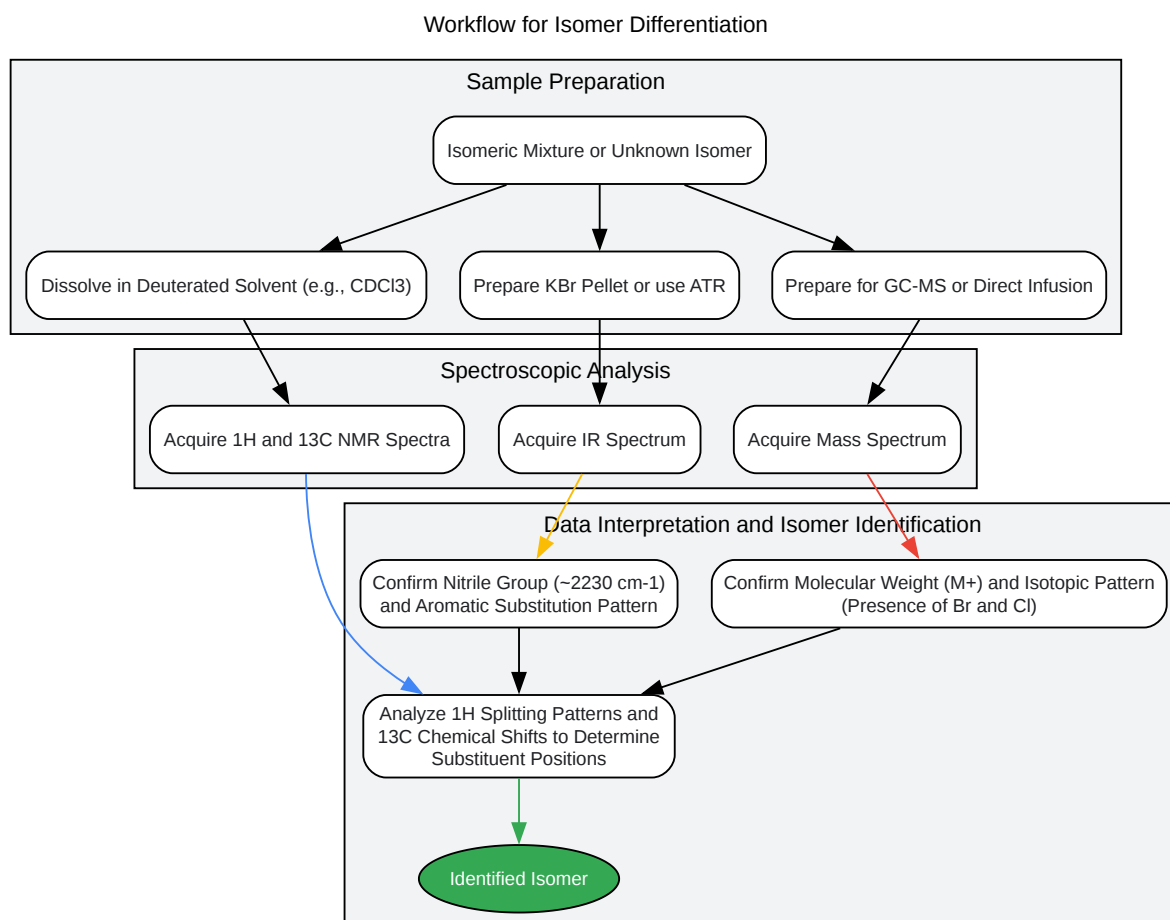 Workflow for Isomer Differentiation
Sample Preparation
Isomeric Mixture or Unknown Isomer
Dissolve in Deuterated Solvent (e.g., CDCl3)
Prepare KBr Pellet or use ATR
Prepare for GC-MS or Direct Infusion
Spectroscopic Analysis
Acquire 1H and 13C NMR Spectra
Acquire IR Spectrum
Acquire Mass Spectrum
Data Interpretation and Isomer Identification
Confirm Nitrile Group (~2230 cm-1)
and Aromatic Substitution Pattern
Confirm Molecular Weight (M+) and Isotopic Pattern
(Presence of Br and Cl)
Analyze 1H Splitting Patterns and
13C Chemical Shifts to Determine
Substituent Positions
Identified Isomer